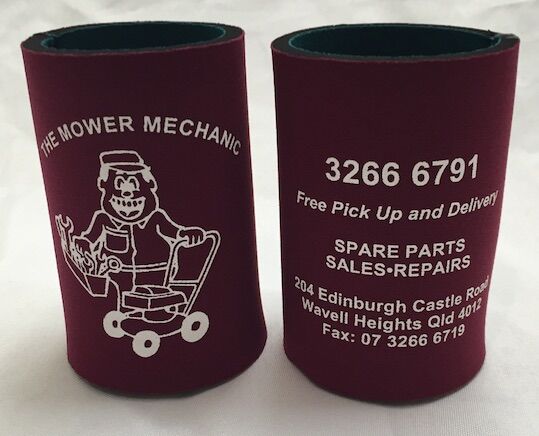 THE MOWER MECHANIC
3266 6791
Free Pick Up and Delivery
SPARE PARTS
SALES•REPAIRS
204 Edinburgh Castle Road
Wavell Heights Qld 4012
Fax: 07 3266 6719